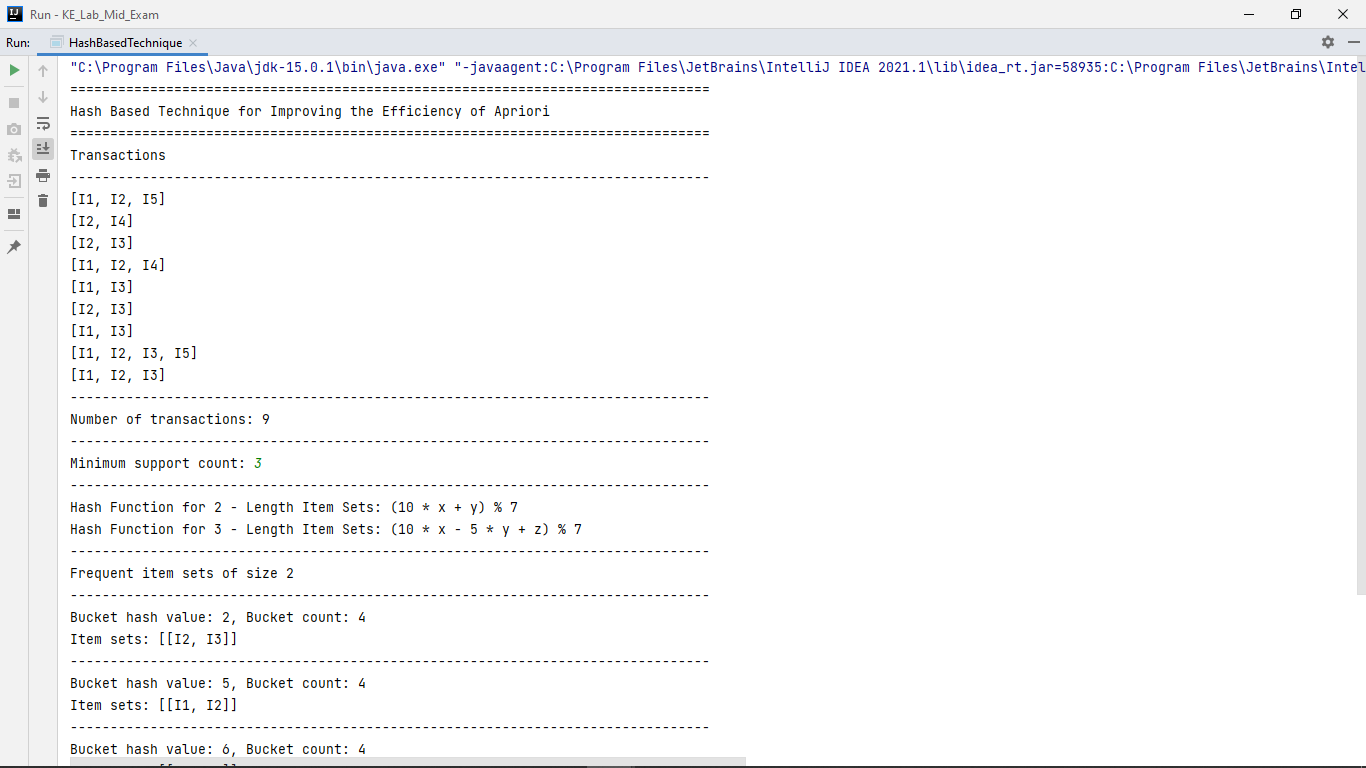 Run - KE_Lab_Mid_Exam
Run: HashBasedTechnique
"C:\Program Files\Java\jdk-15.0.1\bin\java.exe" "-javaagent:C:\Program Files\JetBrains\IntelliJ IDEA 2021.1\lib\idea_rt.jar=58935:C:\Program Files\JetBrains\Intel
================================================================================
Hash Based Technique for Improving the Efficiency of Apriori
================================================================================
Transactions
--------------------------------------------------------------------------------
[I1, I2, I5]
[I2, I4]
[I2, I3]
[I1, I2, I4]
[I1, I3]
[I2, I3]
[I1, I3]
[I1, I2, I3, I5]
[I1, I2, I3]
--------------------------------------------------------------------------------
Number of transactions: 9
--------------------------------------------------------------------------------
Minimum support count: 3
--------------------------------------------------------------------------------
Hash Function for 2 - Length Item Sets: (10 * x + y) % 7
Hash Function for 3 - Length Item Sets: (10 * x - 5 * y + z) % 7
--------------------------------------------------------------------------------
Frequent item sets of size 2
--------------------------------------------------------------------------------
Bucket hash value: 2, Bucket count: 4
Item sets: [[I2, I3]]
--------------------------------------------------------------------------------
Bucket hash value: 5, Bucket count: 4
Item sets: [[I1, I2]]
--------------------------------------------------------------------------------
Bucket hash value: 6, Bucket count: 4